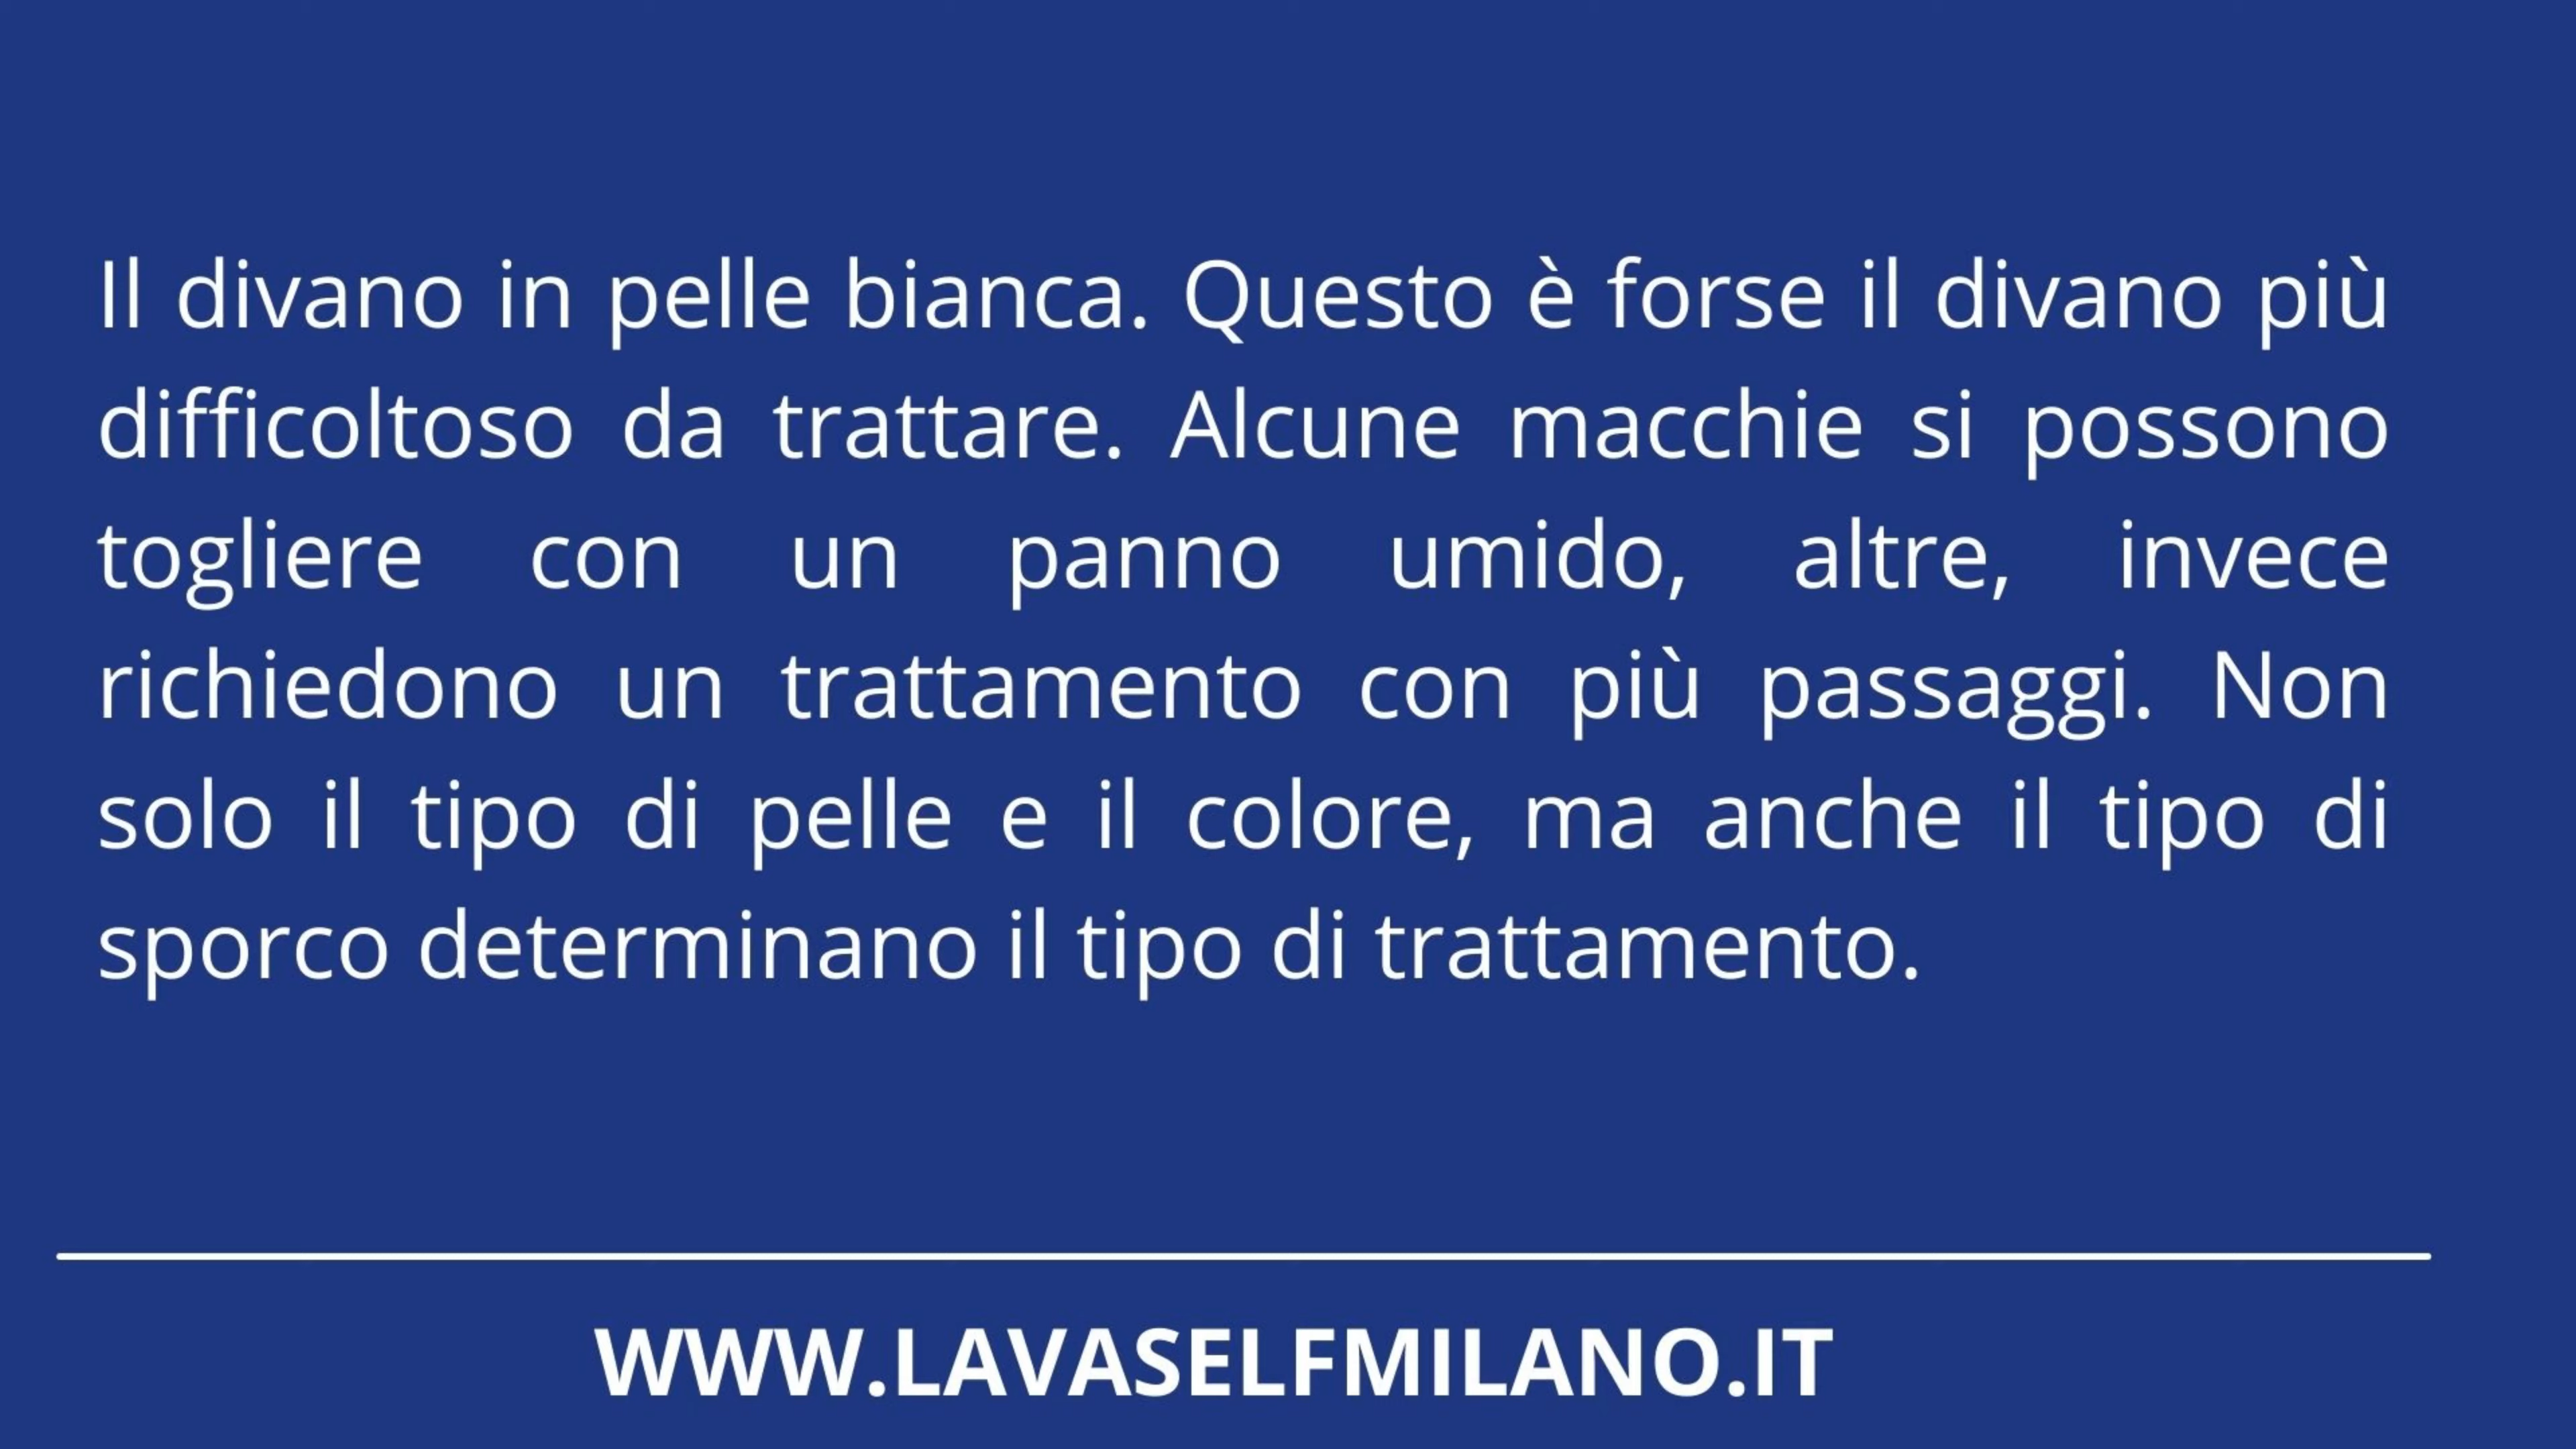 Il divano in pelle bianca. Questo è forse il divano più
difficoltoso da trattare. Alcune macchie si possono
togliere con un panno umido, altre, invece
richiedono un trattamento con più passaggi. Non
solo il tipo di pelle e il colore, ma anche il tipo di
sporco determinano il tipo di trattamento.
WWW.LAVASELFMILANO.IT